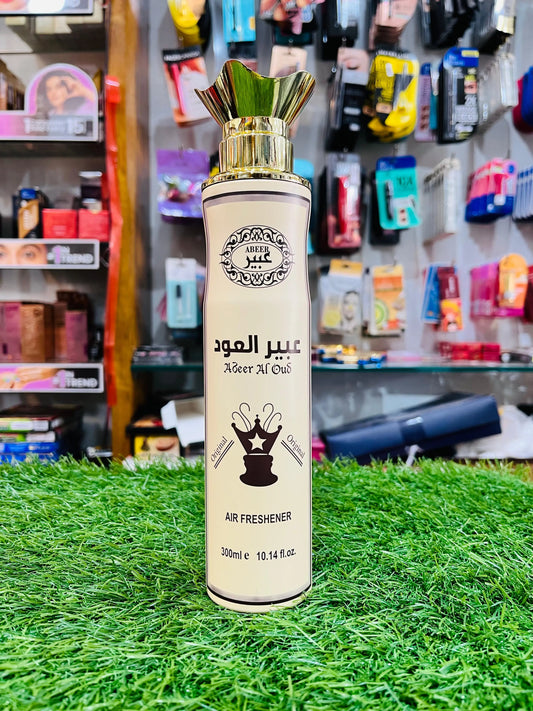 ABEER
عبير
عبير العود
Abeer Al Oud
Original
Original
AIR FRESHENER
300ml e 10.14 fl.oz.
TREND
TREND